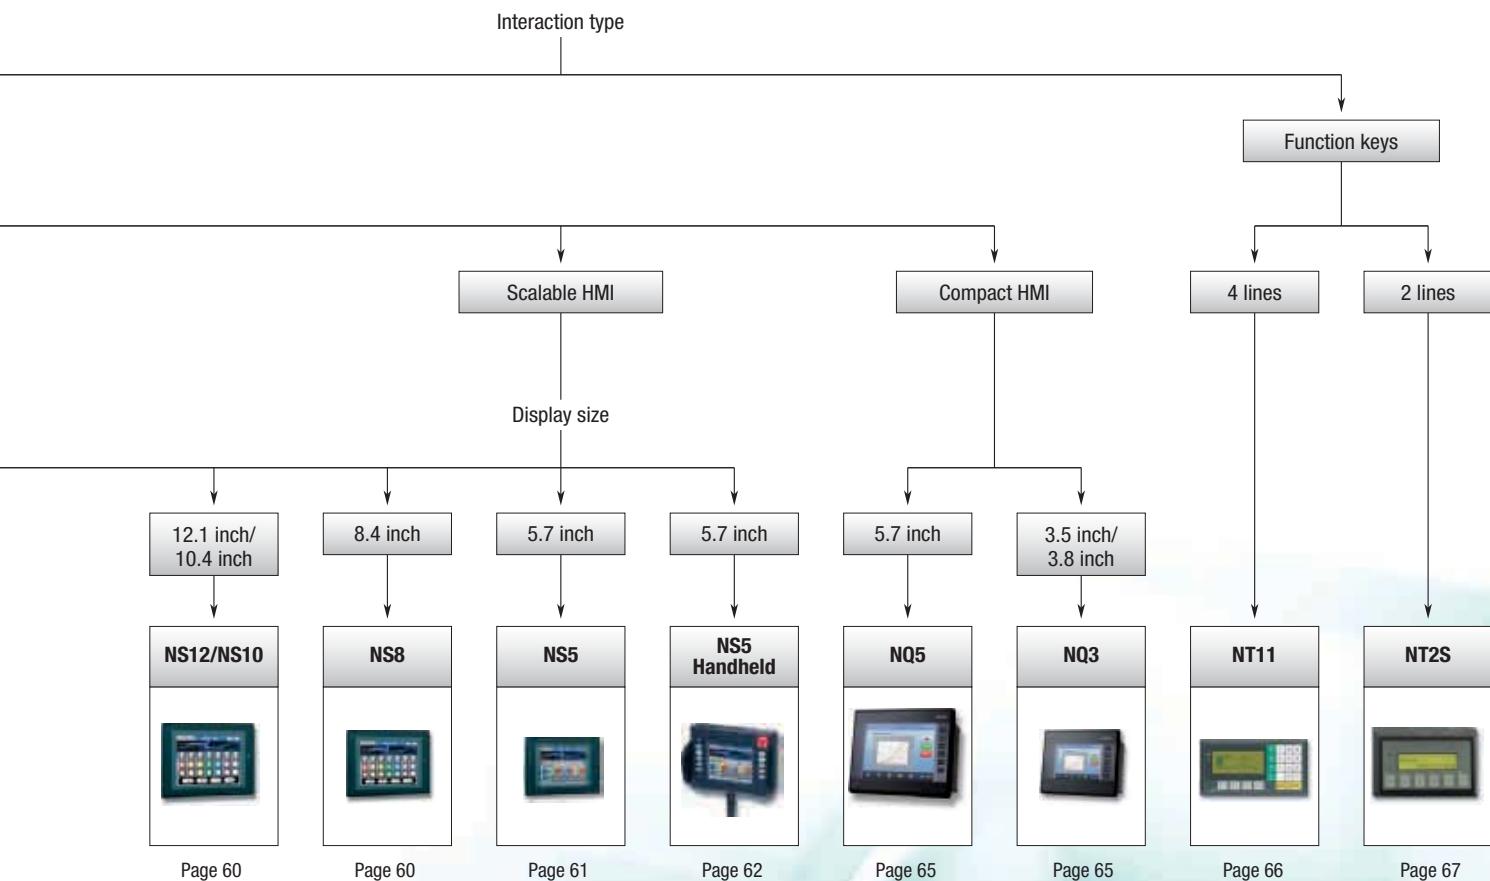 Interaction type
Function keys
Scalable HMI
Compact HMI
4 lines
2 lines
Display size
12.1 inch/
10.4 inch
8.4 inch
5.7 inch
5.7 inch
5.7 inch
3.5 inch/
3.8 inch
NS12/NS10
NS8
NS5
NS5
Handheld
NQ5
NQ3
NT11
NT2S
Page 60
Page 60
Page 61
Page 62
Page 65
Page 65
Page 66
Page 67